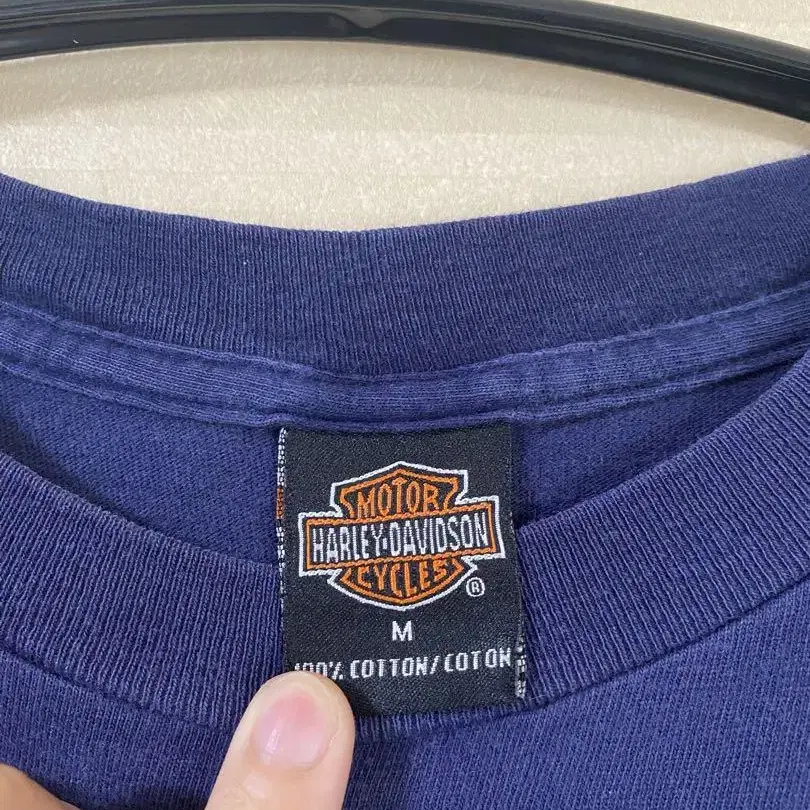 MOTOR
HARLEY-DAVIDSON
CYCLES
®
M
100% COTTON/COTON